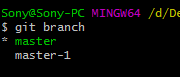 Sony@Sony-PC MINGW64 /d/De
$ git branch
* master
master-1